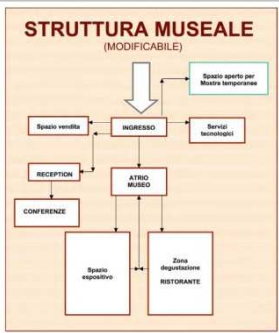 STRUTTURA MUSEALE
(MODIFICABILE)
Spazio aperto per
Mostre temporanee
Spazio vendita
INGRESSO
Servizi
tecnologici
RECEPTION
ATRIO
MUSEO
CONFERENZE
Spazio
espositivo
Zona
degustazione
RISTORANTE